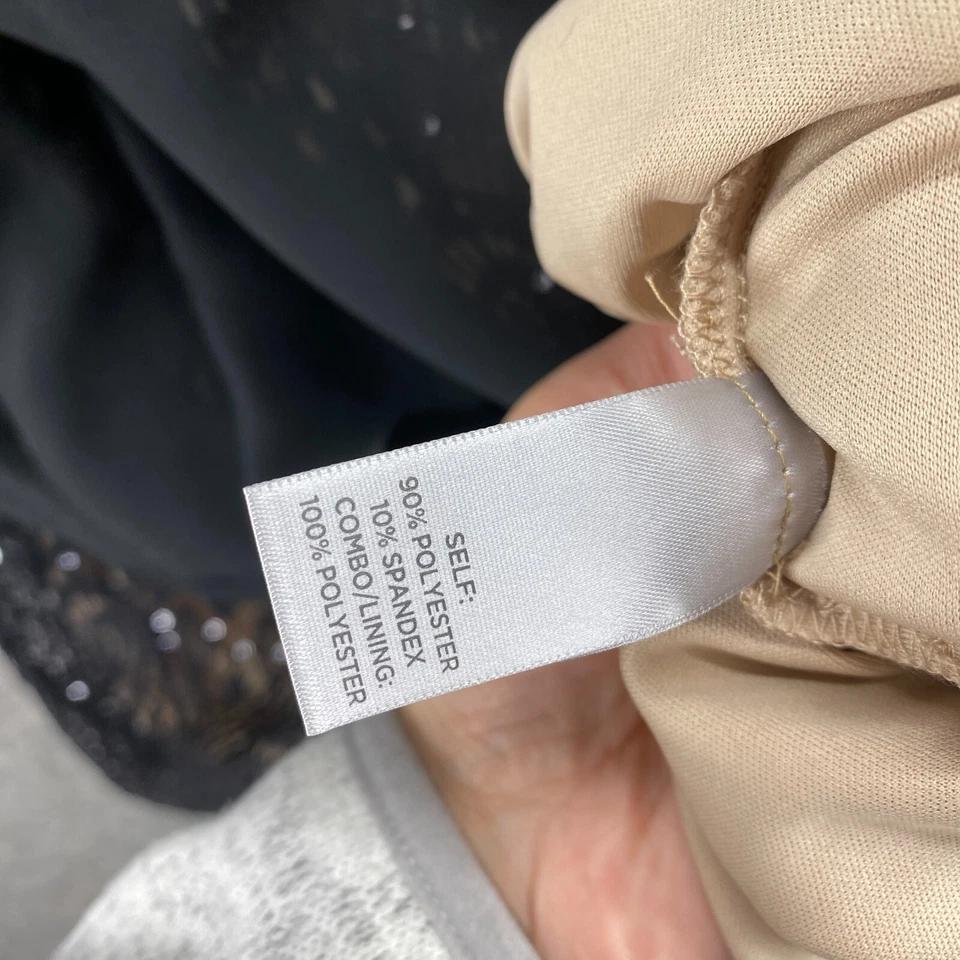 SELF:
90% POLYESTER
10% SPANDEX
COMBO/LINING:
100% POLYESTER